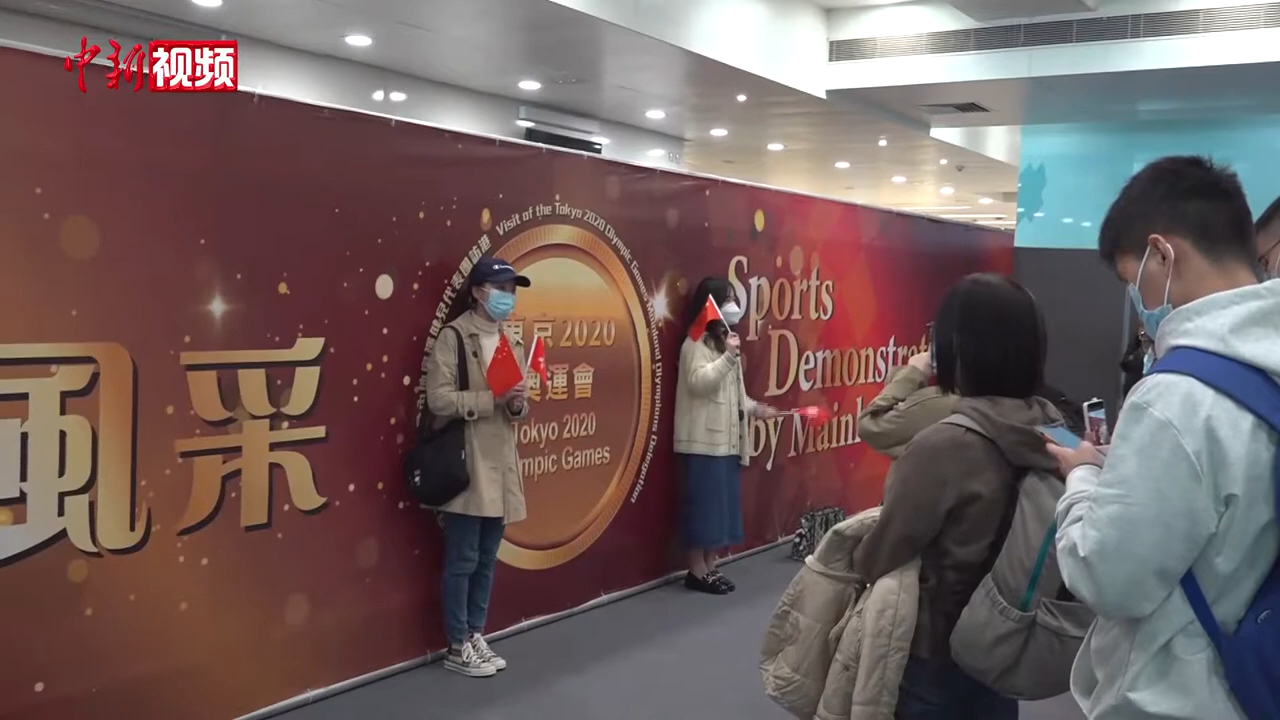 中新视频
風采
Visit of the Tokyo 2020 Olympic Games Mainland Olympians Delegation
東京2020
奧運會
Tokyo 2020
mpic Games
Sports
Demonstrat
by Mainl